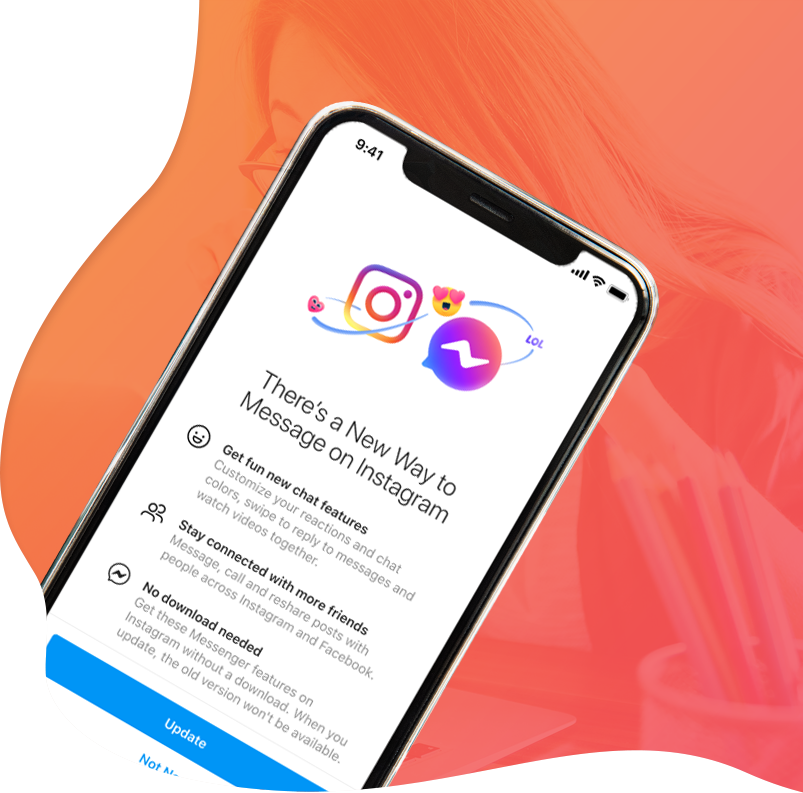 9:41
LOL
There's a New Way to
Message on Instagram
Get fun new chat features
Customize your reactions and chat
colors, swipe to reply to messages and
watch videos together.
Stay connected with more friends
Message, call and reshare posts with
people across Instagram and Facebook.
No download needed
Get these Messenger features on
Instagram without a download. When you
update, the old version won't be available.
Update
Not